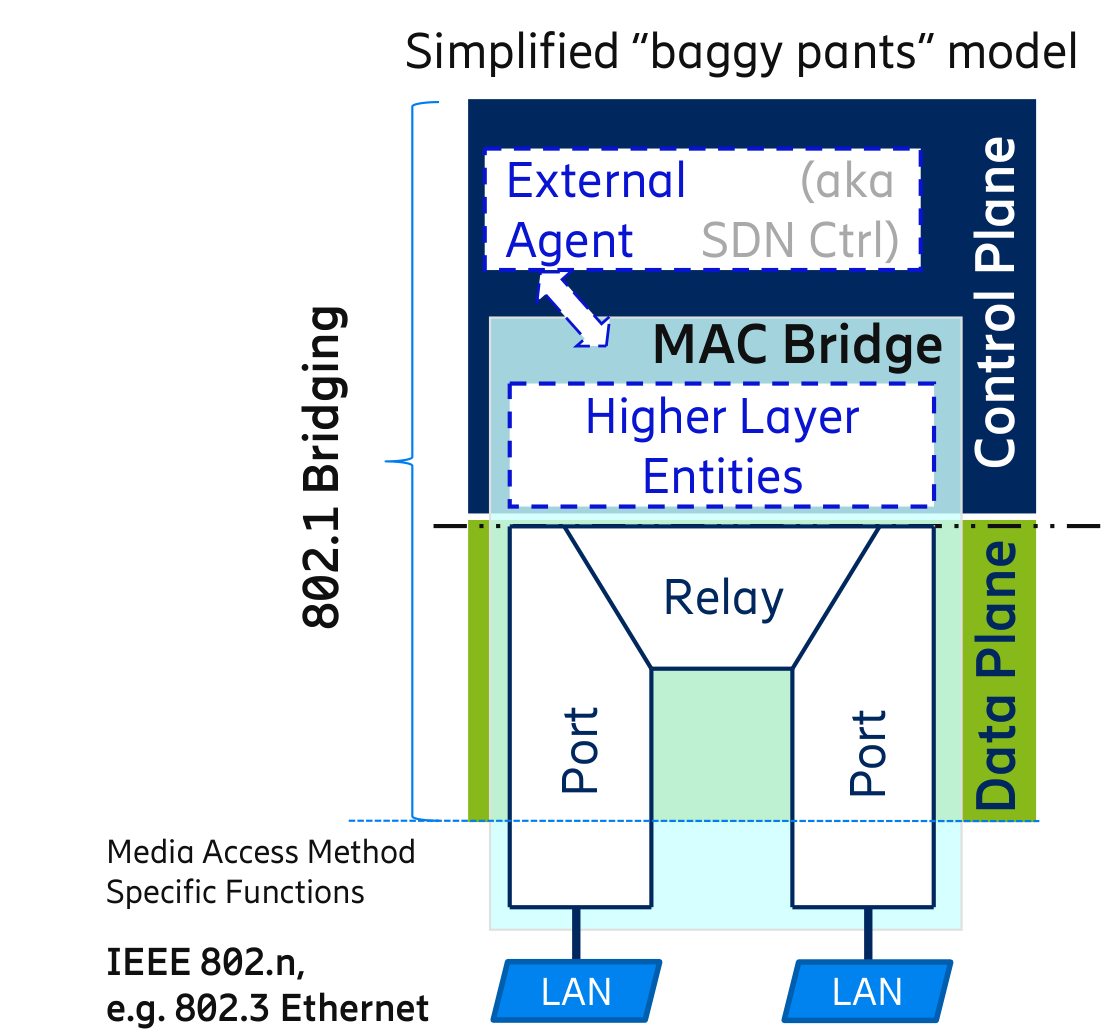 Simplified “baggy pants” model
External (aka
Agent SDN Ctrl)
Control Plane
MAC Bridge
Higher Layer
Entities
802.1 Bridging
Relay
Port
Port
Data Plane
Media Access Method
Specific Functions
IEEE 802.n,
e.g. 802.3 Ethernet
LAN
LAN